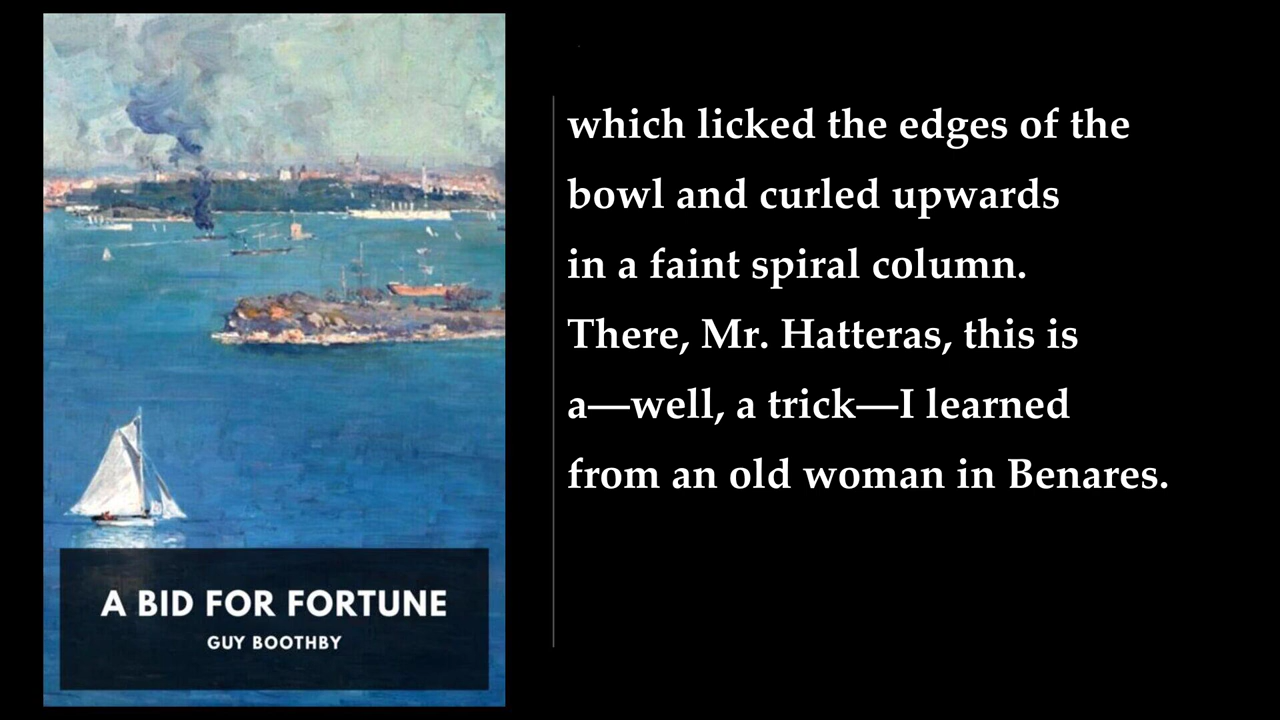 which licked the edges of the
bowl and curled upwards
in a faint spiral column.
There, Mr. Hatteras, this is
a—well, a trick—I learned
from an old woman in Benares.
A BID FOR FORTUNE
GUY BOOTHBY